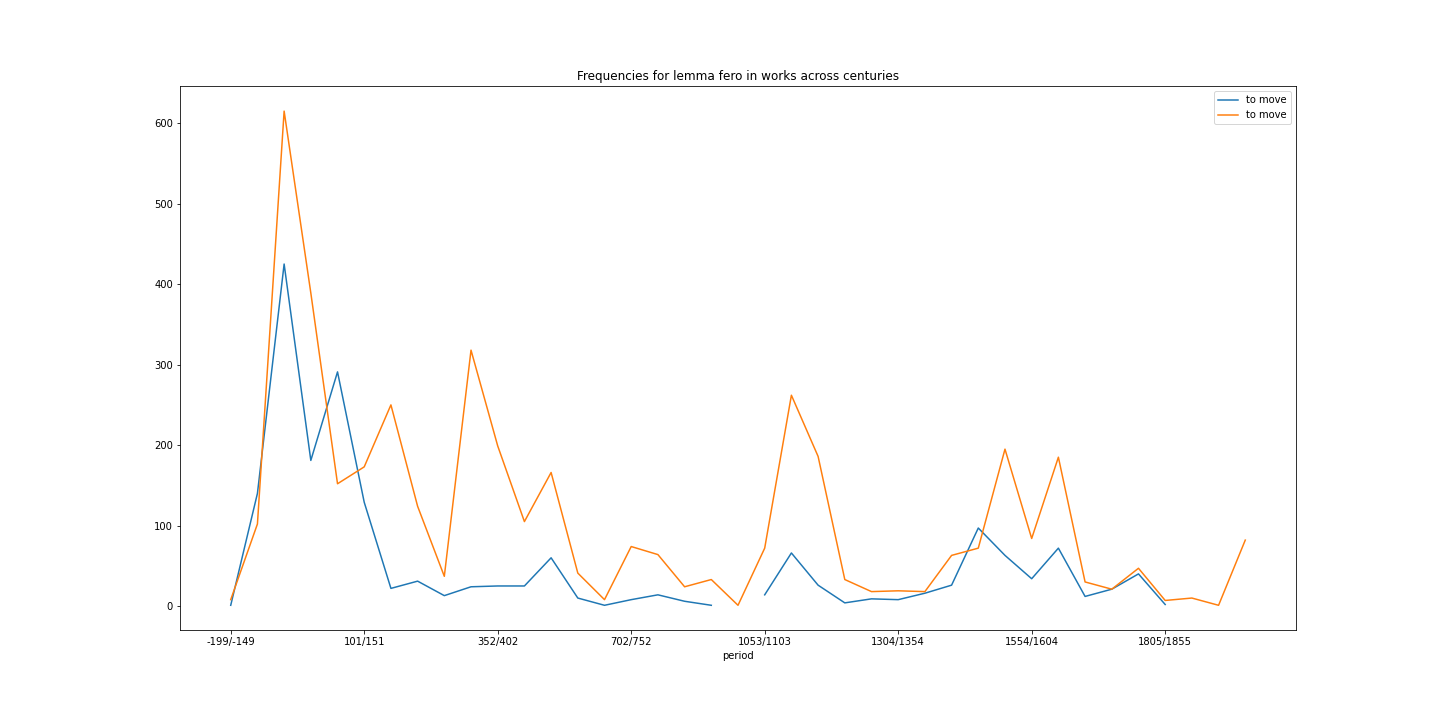 Frequencies for lemma fero in works across centuries
to move
to move
600
500
400
300
200
100
0
-199/-149 101/151 352/402 702/752 1053/1103 1304/1354 1554/1604 1805/1855
period